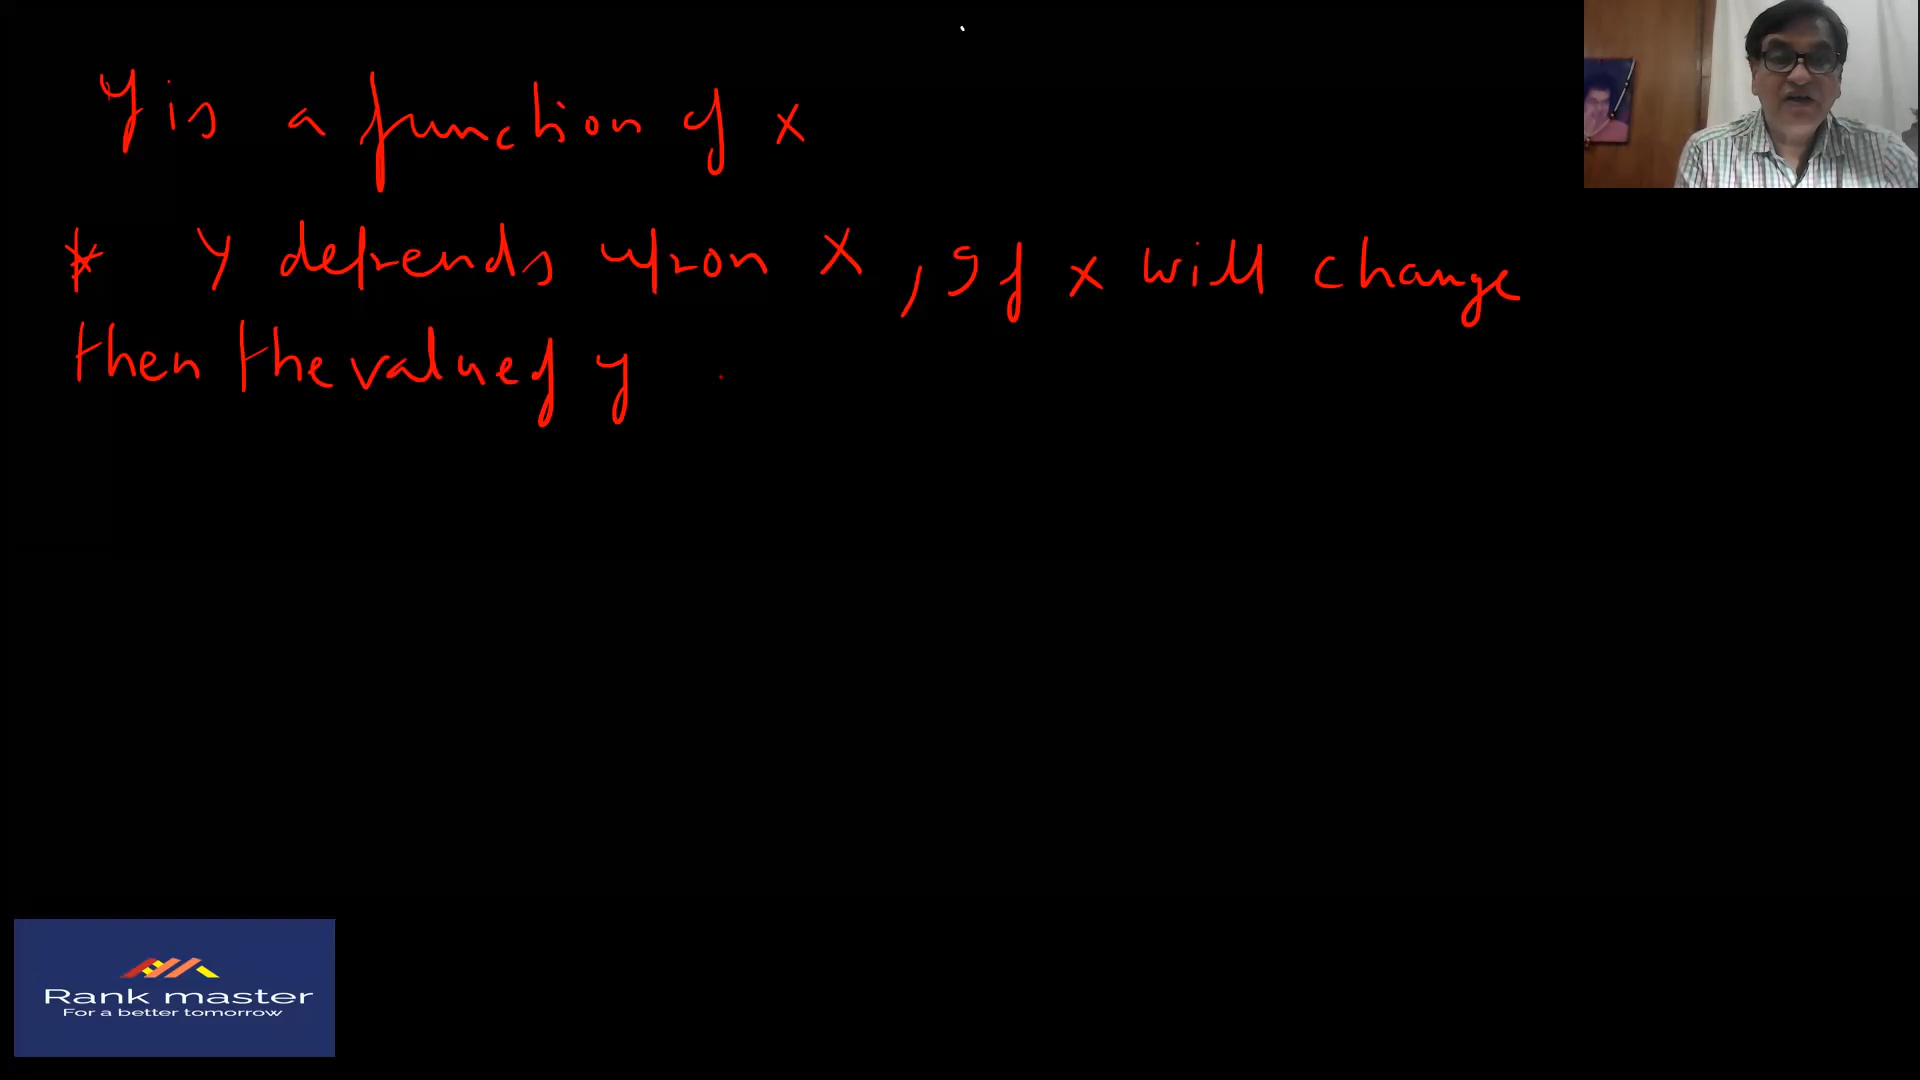 Y is a function of x
* Y depends upon X, If x will change
then the value of y
Rank master
For a better tomorrow